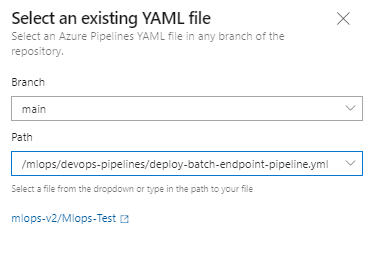 Select an existing YAML file
Select an Azure Pipelines YAML file in any branch of the
repository.
Branch
main
Path
/mlops/devops-pipelines/deploy-batch-endpoint-pipeline.yml
Select a file from the dropdown or type in the path to your file
mlops-v2/Mlops-Test